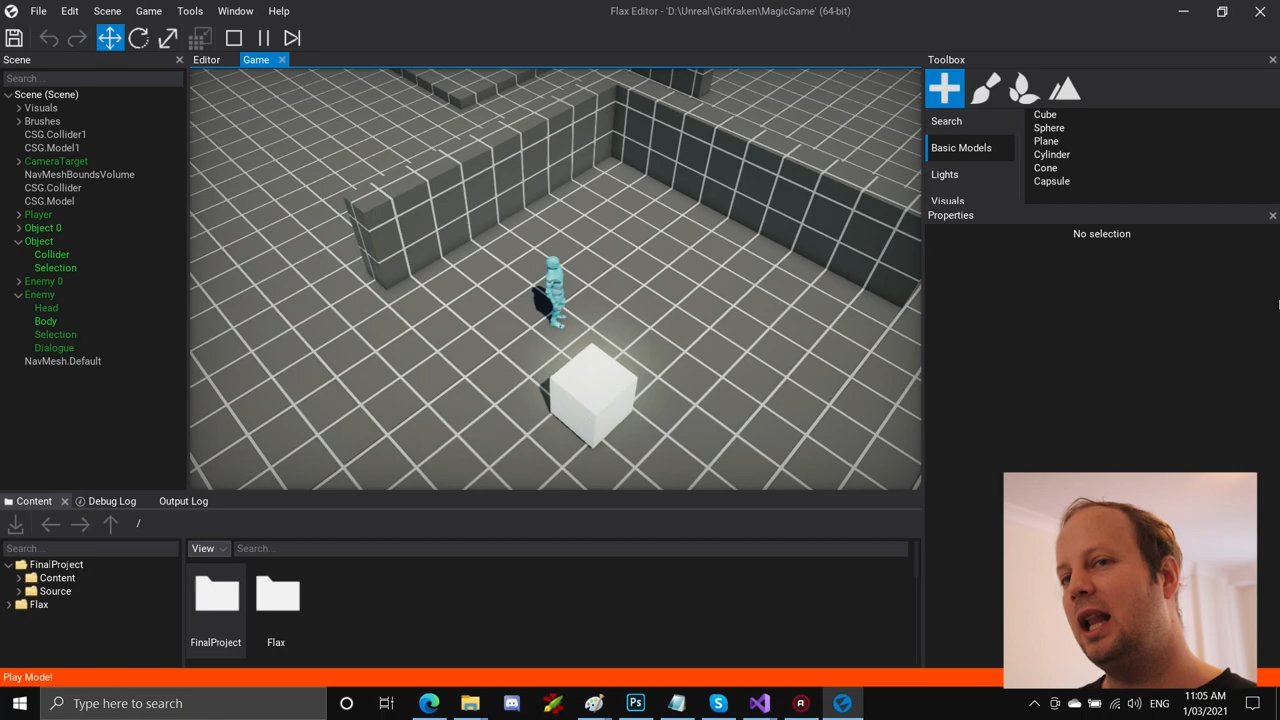 File Edit Scene Game Tools Window Help
Flax Editor - 'D:\Unreal\GitKraken\MagicGame' (64-bit)
Scene
Editor
Game
Toolbox
Search ...
Scene (Scene)
Visuals
Brushes
CSG.Collider1
CSG.Model1
CameraTarget
NavMeshBoundsVolume
CSG.Collider
CSG.Model
Player
Object 0
Object
Collider
Selection
Enemy 0
Enemy
Head
Body
Selection
Dialogue
NavMesh.Default
Search
Basic Models
Lights
Visuals
Cube
Sphere
Plane
Cylinder
Cone
Capsule
Properties
No selection
Content
Debug Log
Output Log
/
Search ...
View
Search...
FinalProject
Content
Source
Flax
FinalProject
Flax
Play Mode!
Type here to search
Ps
11:05 AM
1/03/2021